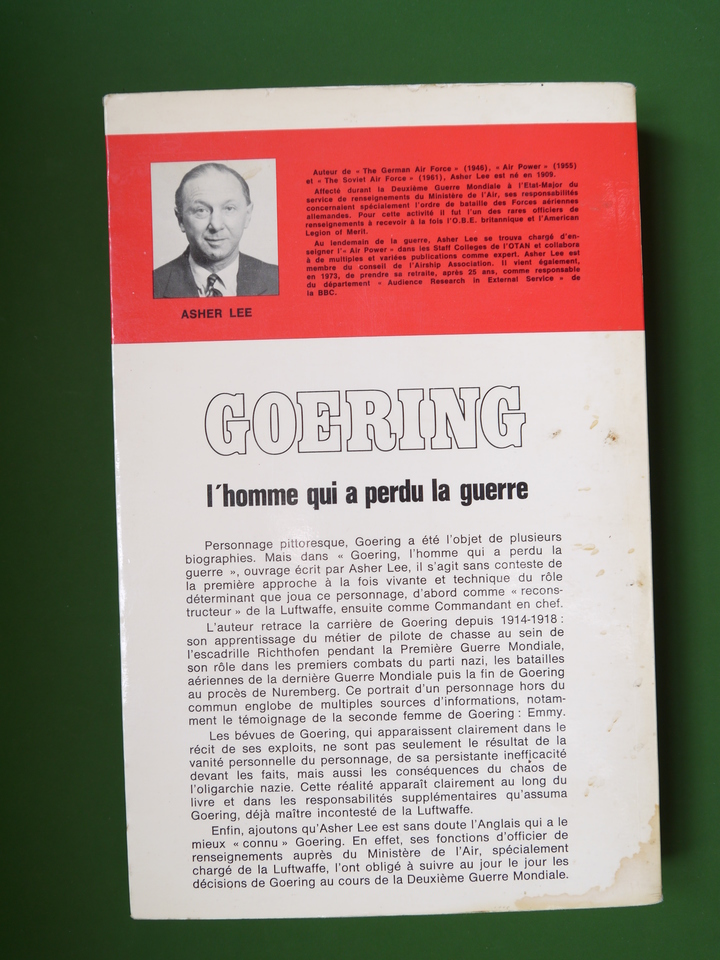 Auteur de « The German Air Force » (1946), « Air Power » (1955)
et « The Soviet Air Force » (1961), Asher Lee est né en 1909.
Affecté durant la Deuxième Guerre Mondiale à l'Etat-Major du
service de renseignements du Ministère de l'Air, ses responsabilités
concernaient spécialement l'ordre de bataille des Forces aériennes
allemandes. Pour cette activité il fut l'un des rares officiers de
renseignements à recevoir à la fois l'O.B.E. britannique et l'American
Legion of Merit.
Au lendemain de la guerre, Asher Lee se trouva chargé d'en-
seigner l'« Air Power » dans les Staff Colleges de l'OTAN et collabora
à de multiples et variées publications comme expert. Asher Lee est
membre du conseil de l'Airship Association. Il vient également,
en 1973, de prendre sa retraite, après 25 ans, comme responsable
du département « Audience Research in External Service » de
la BBC.
ASHER LEE
GOERING
l'homme qui a perdu la guerre
Personnage pittoresque, Goering a été l'objet de plusieurs
biographies. Mais dans « Goering, l'homme qui a perdu la
guerre », ouvrage écrit par Asher Lee, il s'agit sans conteste de
la première approche à la fois vivante et technique du rôle
déterminant que joua ce personnage, d'abord comme « recons-
tructeur » de la Luftwaffe, ensuite comme Commandant en chef.
L'auteur retrace la carrière de Goering depuis 1914-1918 :
son apprentissage du métier de pilote de chasse au sein de
l'escadrille Richthofen pendant la Première Guerre Mondiale,
son rôle dans les premiers combats du parti nazi, les batailles
aériennes de la dernière Guerre Mondiale puis la fin de Goering
au procès de Nuremberg. Ce portrait d'un personnage hors du
commun englobe de multiples sources d'informations, notam-
ment le témoignage de la seconde femme de Goering : Emmy.
Les bévues de Goering, qui apparaissent clairement dans le
récit de ses exploits, ne sont pas seulement le résultat de la
vanité personnelle du personnage, de sa persistante inefficacité
devant les faits, mais aussi les conséquences du chaos de
l'oligarchie nazie. Cette réalité apparaît clairement au long du
livre et dans les responsabilités supplémentaires qu'assuma
Goering, déjà maître incontesté de la Luftwaffe.
Enfin, ajoutons qu'Asher Lee est sans doute l'Anglais qui a le
mieux « connu » Goering. En effet, ses fonctions d'officier de
renseignements auprès du Ministère de l'Air, spécialement
chargé de la Luftwaffe, l'ont obligé à suivre au jour le jour les
décisions de Goering au cours de la Deuxième Guerre Mondiale.